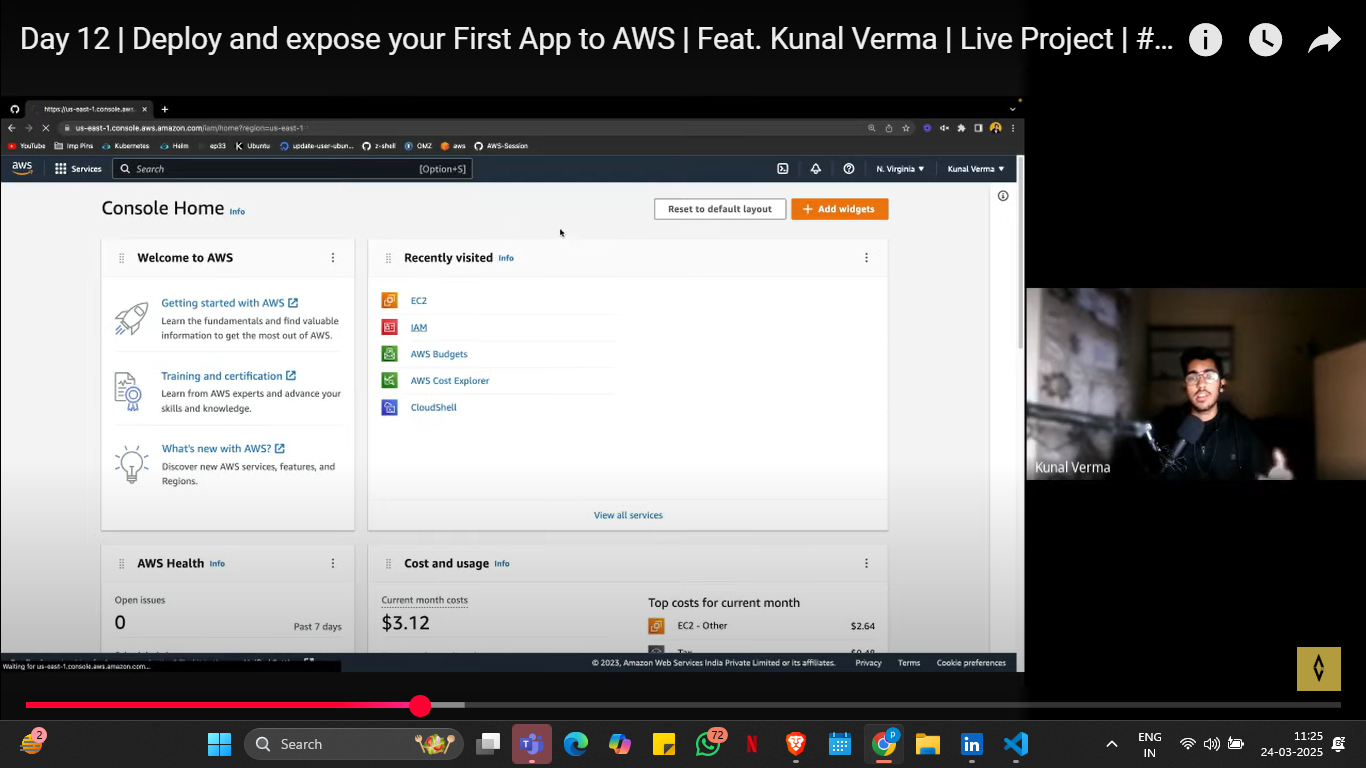 Day 12 | Deploy and expose your First App to AWS | Feat. Kunal Verma | Live Project | #...
https://us-east-1.console.aws...
us-east-1.console.aws.amazon.com/iam/home?region=us-east-1
YouTube Imp Pins Kubernetes Helm ep33 Ubuntu update-user-ubun... z-shell OMZ aws AWS-Session
aws Services Search [Option+S] N. Virginia Kunal Verma
Console Home Info
Reset to default layout
+ Add widgets
Welcome to AWS
Getting started with AWS
Learn the fundamentals and find valuable
information to get the most out of AWS.
Training and certification
Learn from AWS experts and advance your
skills and knowledge.
What's new with AWS?
Discover new AWS services, features, and
Regions.
Recently visited Info
EC2
IAM
AWS Budgets
AWS Cost Explorer
CloudShell
View all services
Kunal Verma
AWS Health Info
Open issues
0
Past 7 days
Cost and usage Info
Current month costs
$3.12
Top costs for current month
EC2 - Other $2.64
Waiting for us-east-1.console.aws.amazon.com...
© 2023, Amazon Web Services India Private Limited or its affiliates. Privacy Terms Cookie preferences
2
Search
72
P
ENG
IN
11:25
24-03-2025